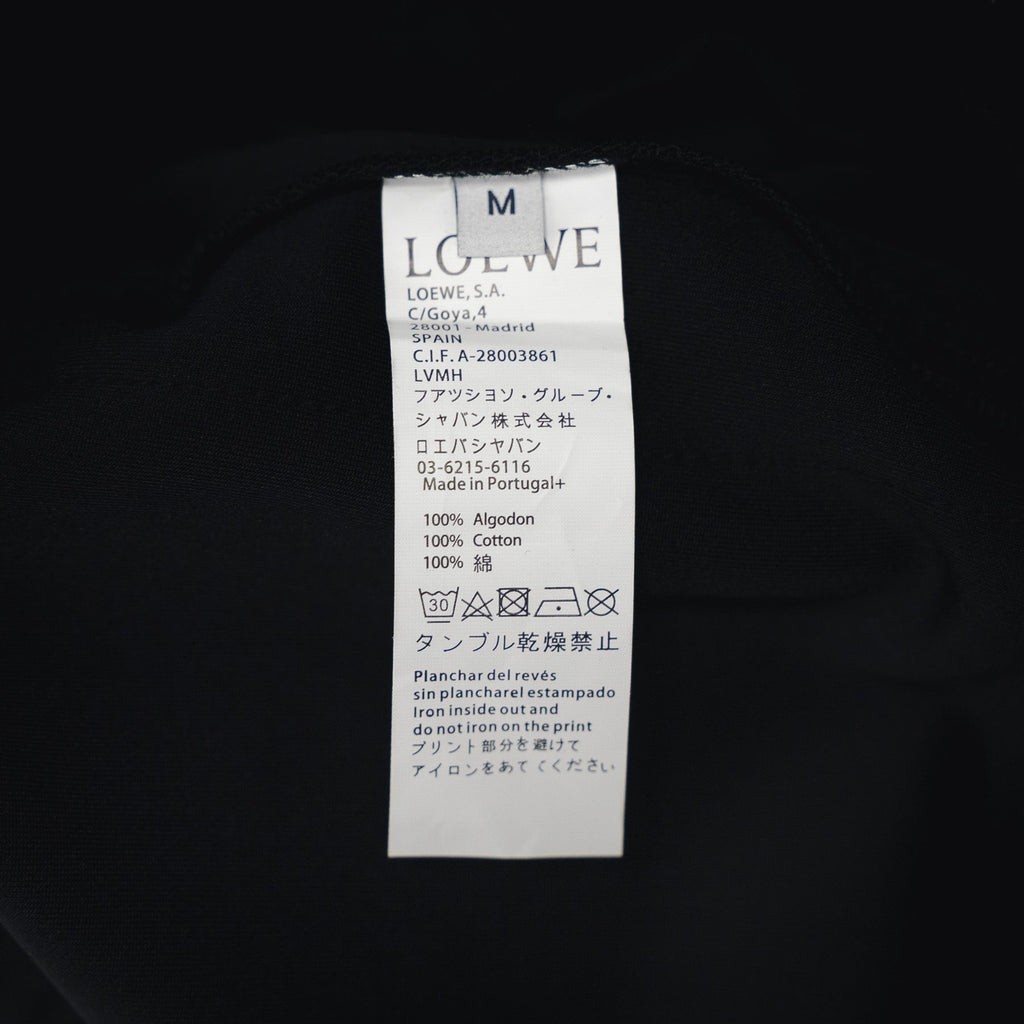 M
LOEWE
LOEWE, S.A.
C/Goya,4
28001 - Madrid
SPAIN
C.I.F. A-28003861
LVMH
フアツシヨソ・グルーブ・
シャバン株式会社
ロエバシヤバン
03-6215-6116
Made in Portugal+
100% Algodon
100% Cotton
100% 綿
30
タンブル乾燥禁止
Planchar del revés
sin plancharel estampado
Iron inside out and
do not iron on the print
プリント部分を避けて
アイロンをあてくください